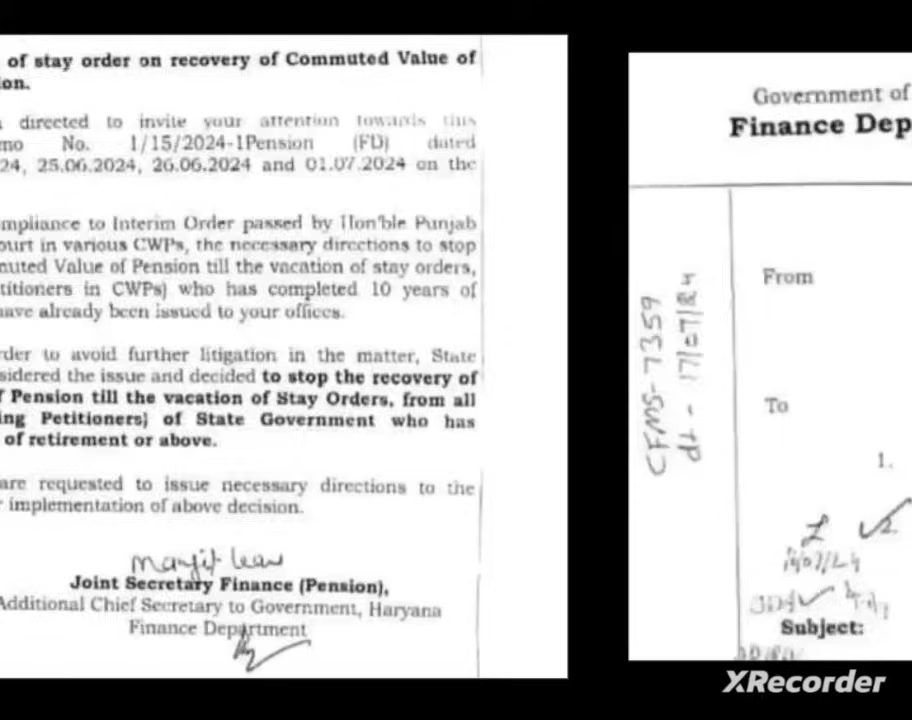 of stay order on recovery of Commuted Value of
ion.
directed to invite your attention towards this
mo No. 1/15/2024-1Pension (FD) dated
24, 25.06.2024, 26.06.2024 and 01.07.2024 on the
mpliance to Interim Order passed by Hon'ble Punjab
ourt in various CWPs, the necessary directions to stop
muted Value of Pension till the vacation of stay orders,
titioners in CWPs) who has completed 10 years of
have already been issued to your offices.
rder to avoid further litigation in the matter, State
sidered the issue and decided to stop the recovery of
f Pension till the vacation of Stay Orders, from all
ing Petitioners) of State Government who has
of retirement or above.
are requested to issue necessary directions to the
r implementation of above decision.
Joint Secretary Finance (Pension),
Additional Chief Secretary to Government, Haryana
Finance Department
Government of
Finance Dep
CFMS-7359
dt - 17/07/24
From
To
1.
2.
Subject:
XRecorder